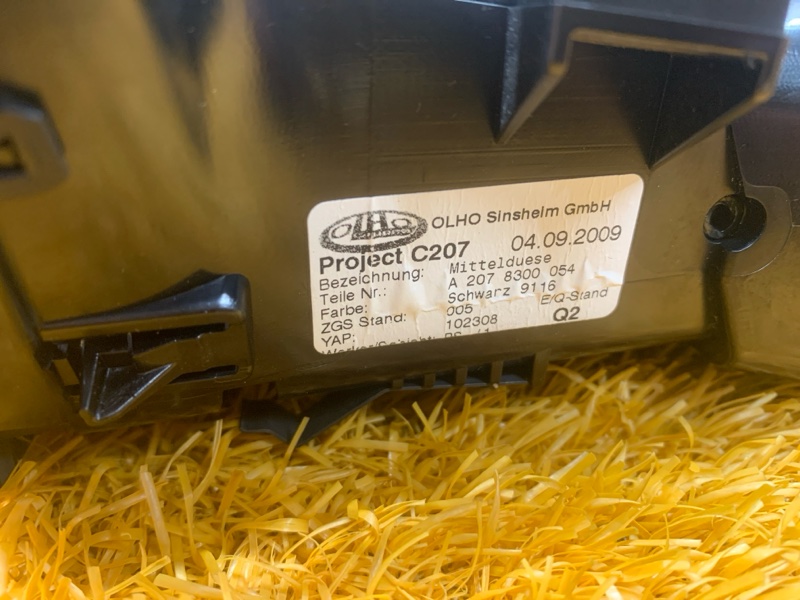 OLHO OLHO Sinsheim GmbH
Project C207 04.09.2009
Bezeichnung: Mittelduese
Teile Nr.: A 207 8300 054
Farbe: Schwarz 9116
ZGS Stand: 005 E/Q-Stand
YAP: 102308 Q2